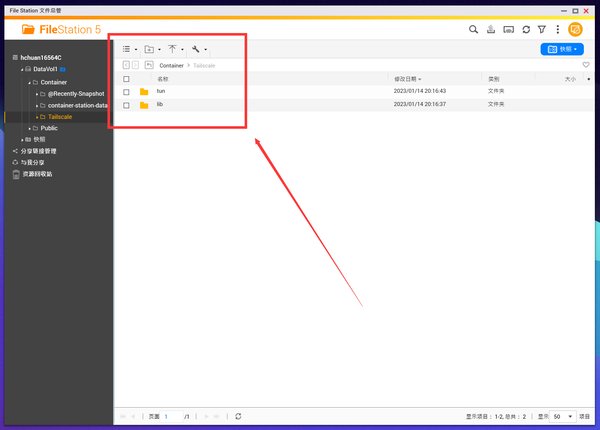 File Station 文件总管
FileStation 5
快照
hchuan16564C
DataVol1
Container
@Recently-Snapshot
container-station-data
Tailscale
Public
快照
分享链接管理
与我分享
资源回收站
Container > Tailscale
名称 修改日期 类别 大小
tun 2023/01/14 20:16:43 文件夹
lib 2023/01/14 20:16:37 文件夹
页面 1 /1
显示项目: 1-2, 总共: 2 显示 50 项目